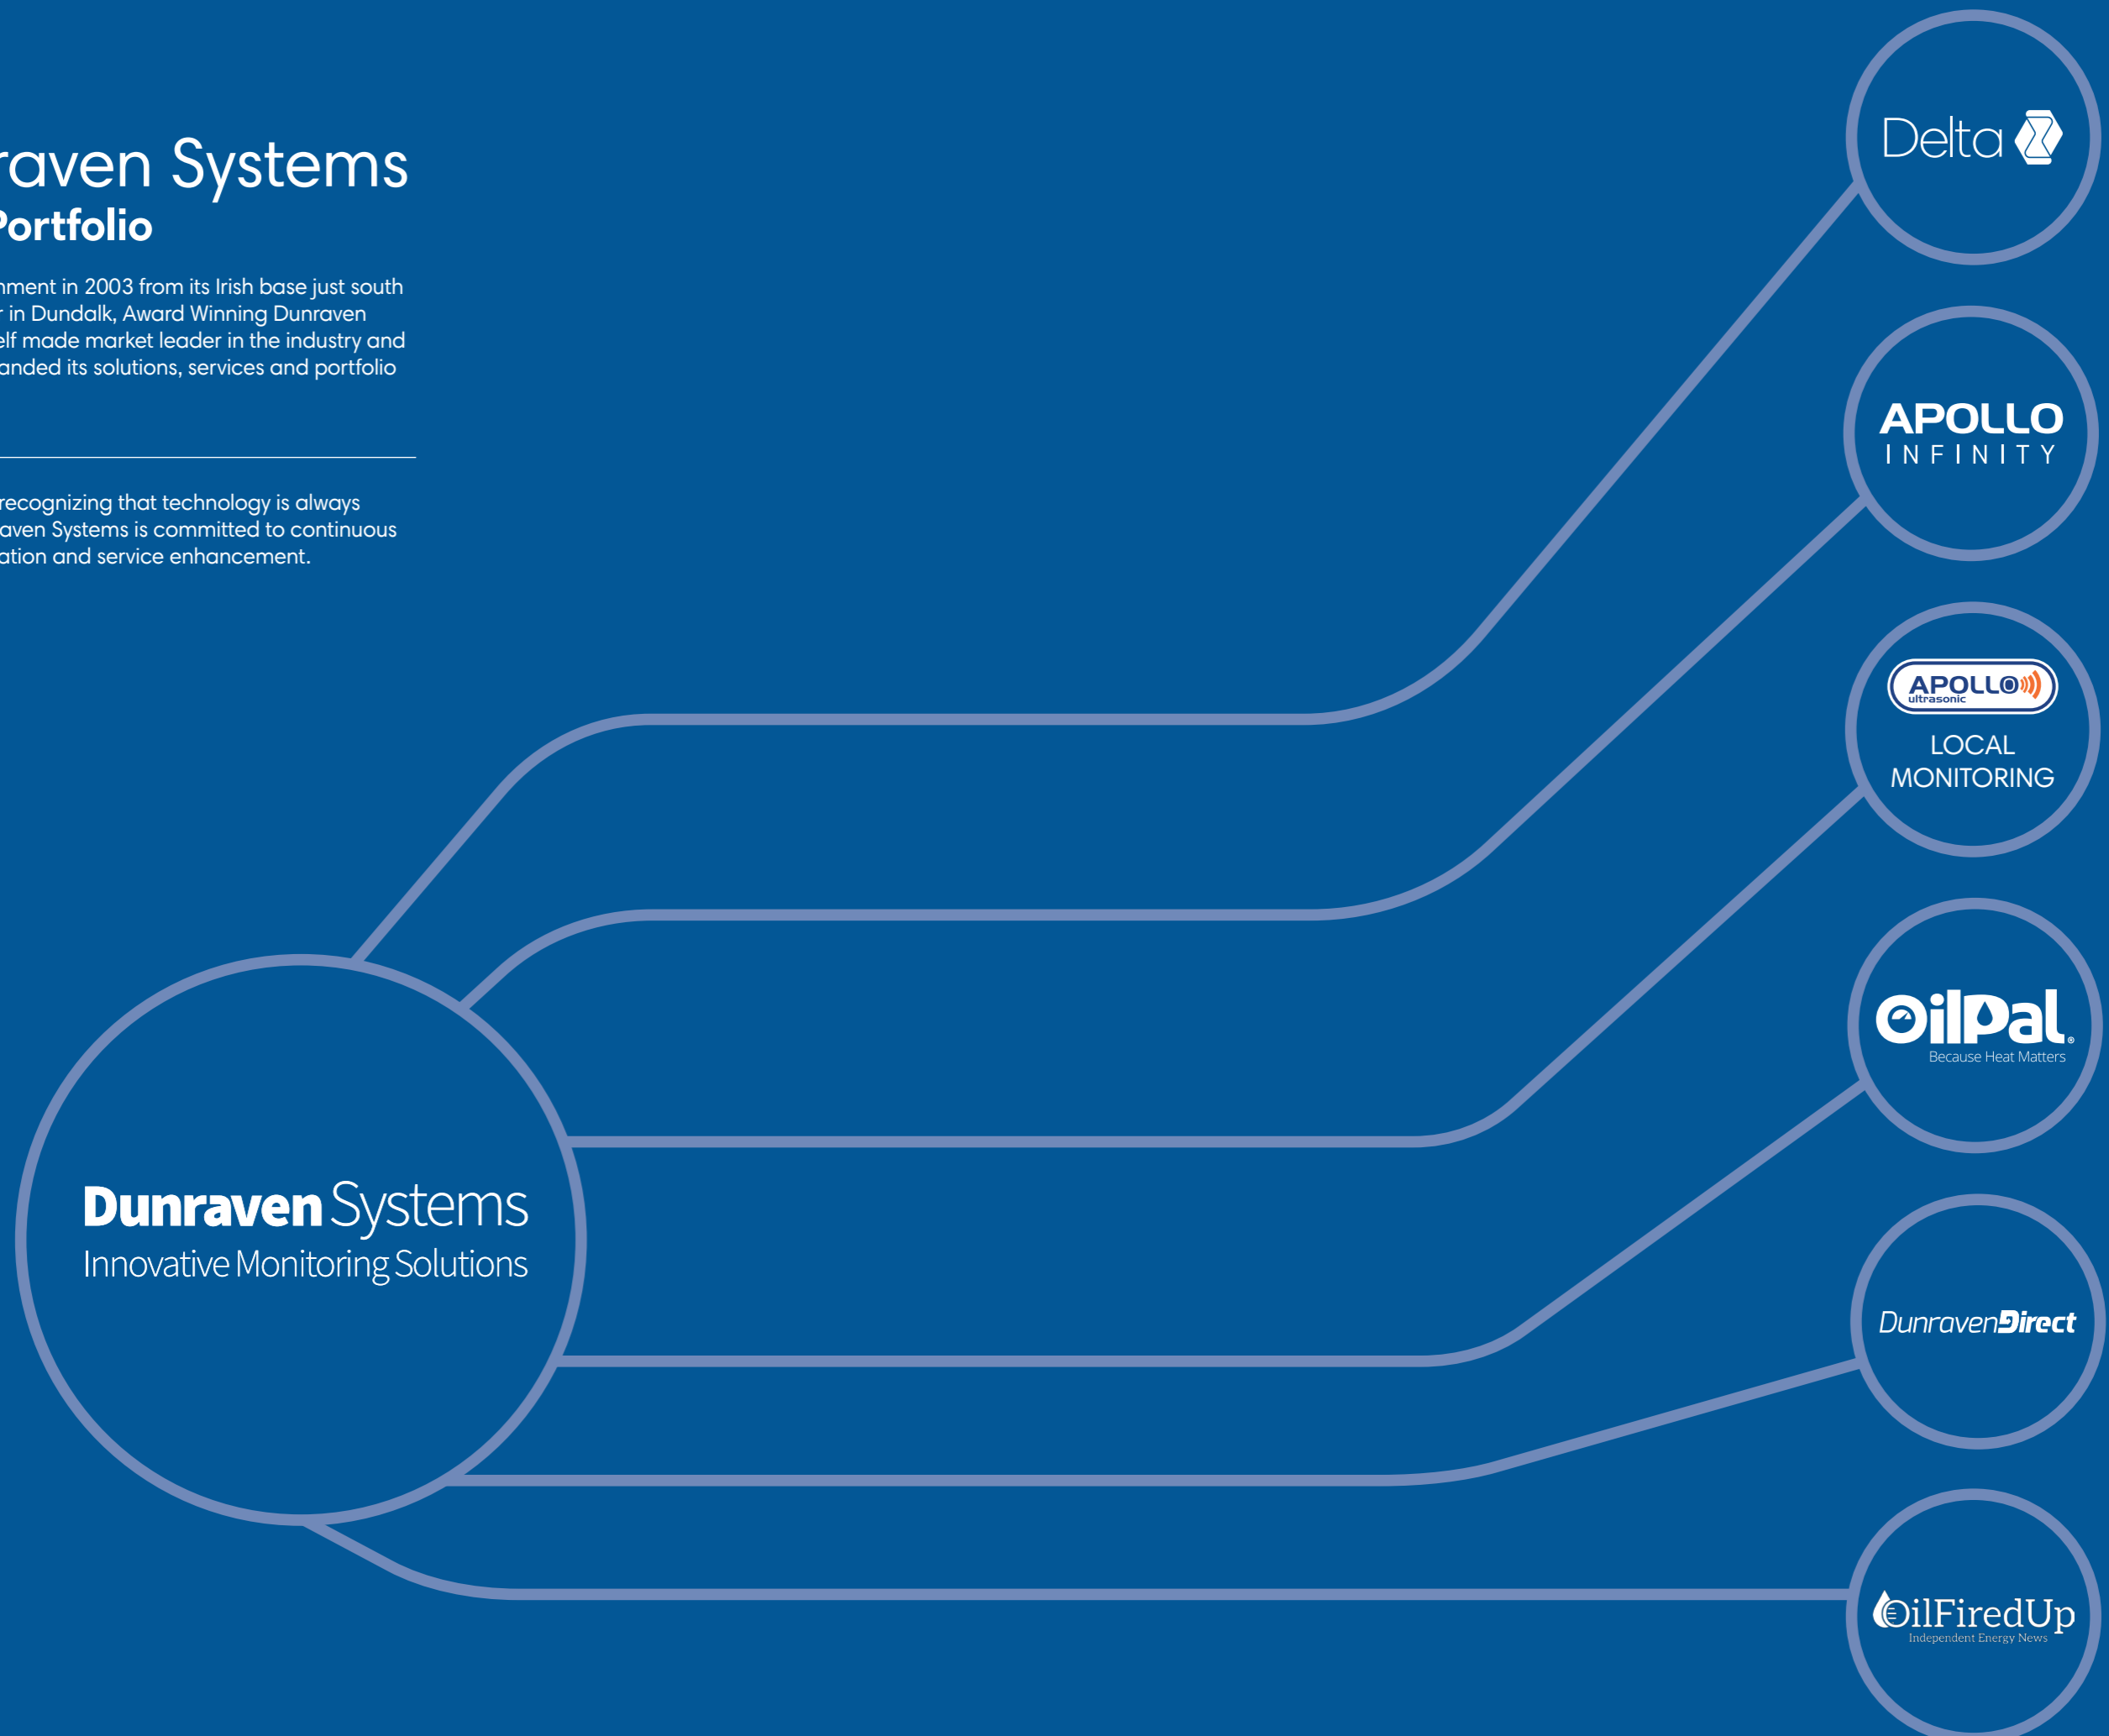 raven Systems
Portfolio
nment in 2003 from its Irish base just south
r in Dundalk, Award Winning Dunraven
elf made market leader in the industry and
anded its solutions, services and portfolio
recognizing that technology is always
aven Systems is committed to continuous
ation and service enhancement.
Delta
APOLLO
INFINITY
APOLLO
ultrasonic
LOCAL
MONITORING
OilPal®
Because Heat Matters
Dunraven Systems
Innovative Monitoring Solutions
DunravenDirect
OilFiredUp
Independent Energy News